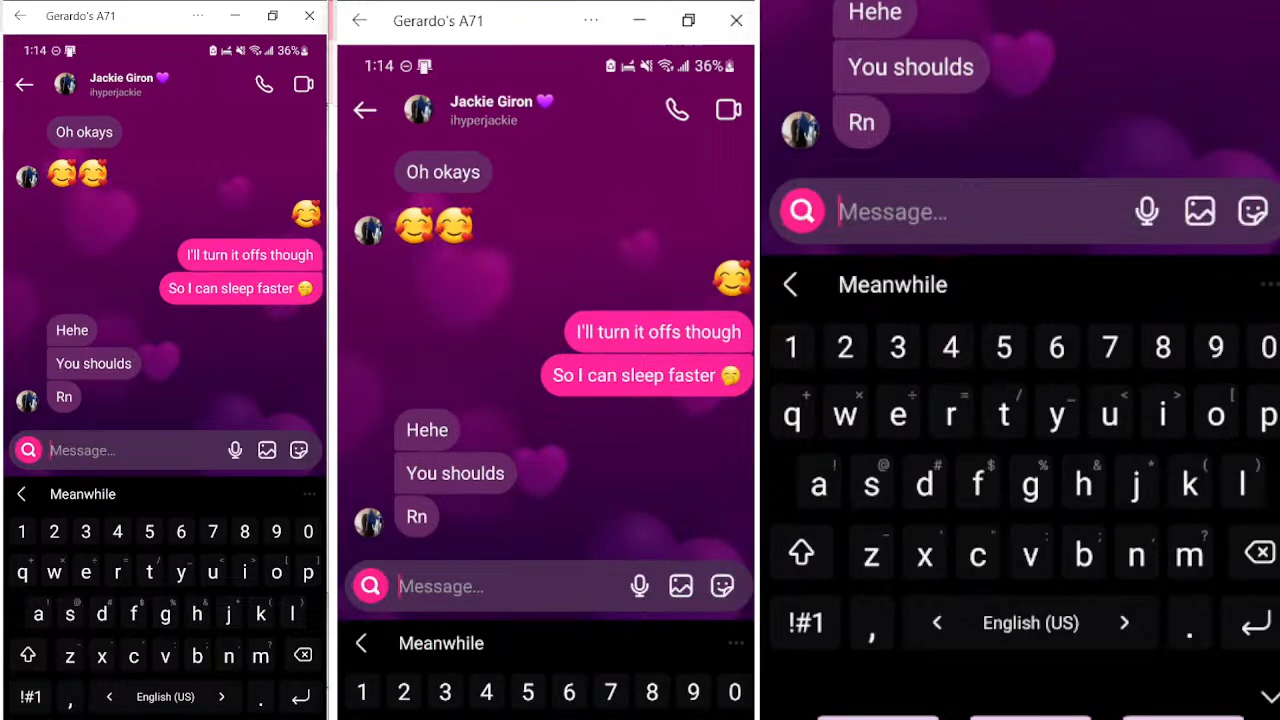 Gerardo's A71
1:14
36%
Jackie Giron 💜
ihyperjackie
Oh okays
🥰🥰
🥰
I'll turn it offs though
So I can sleep faster 🤭
Hehe
You shoulds
Rn
Message...
Meanwhile
1 2 3 4 5 6 7 8 9 0
q w e r t y u i o p
a s d f g h j k l
z x c v b n m
!#1 , < English (US) > .
Gerardo's A71
1:14
36%
Jackie Giron 💜
ihyperjackie
Oh okays
🥰🥰
🥰
I'll turn it offs though
So I can sleep faster 🤭
Hehe
You shoulds
Rn
Message...
Meanwhile
1 2 3 4 5 6 7 8 9 0
Hehe
You shoulds
Rn
Message...
Meanwhile
1 2 3 4 5 6 7 8 9 0
q w e r t y u i o p
a s d f g h j k l
z x c v b n m
!#1 , < English (US) > .